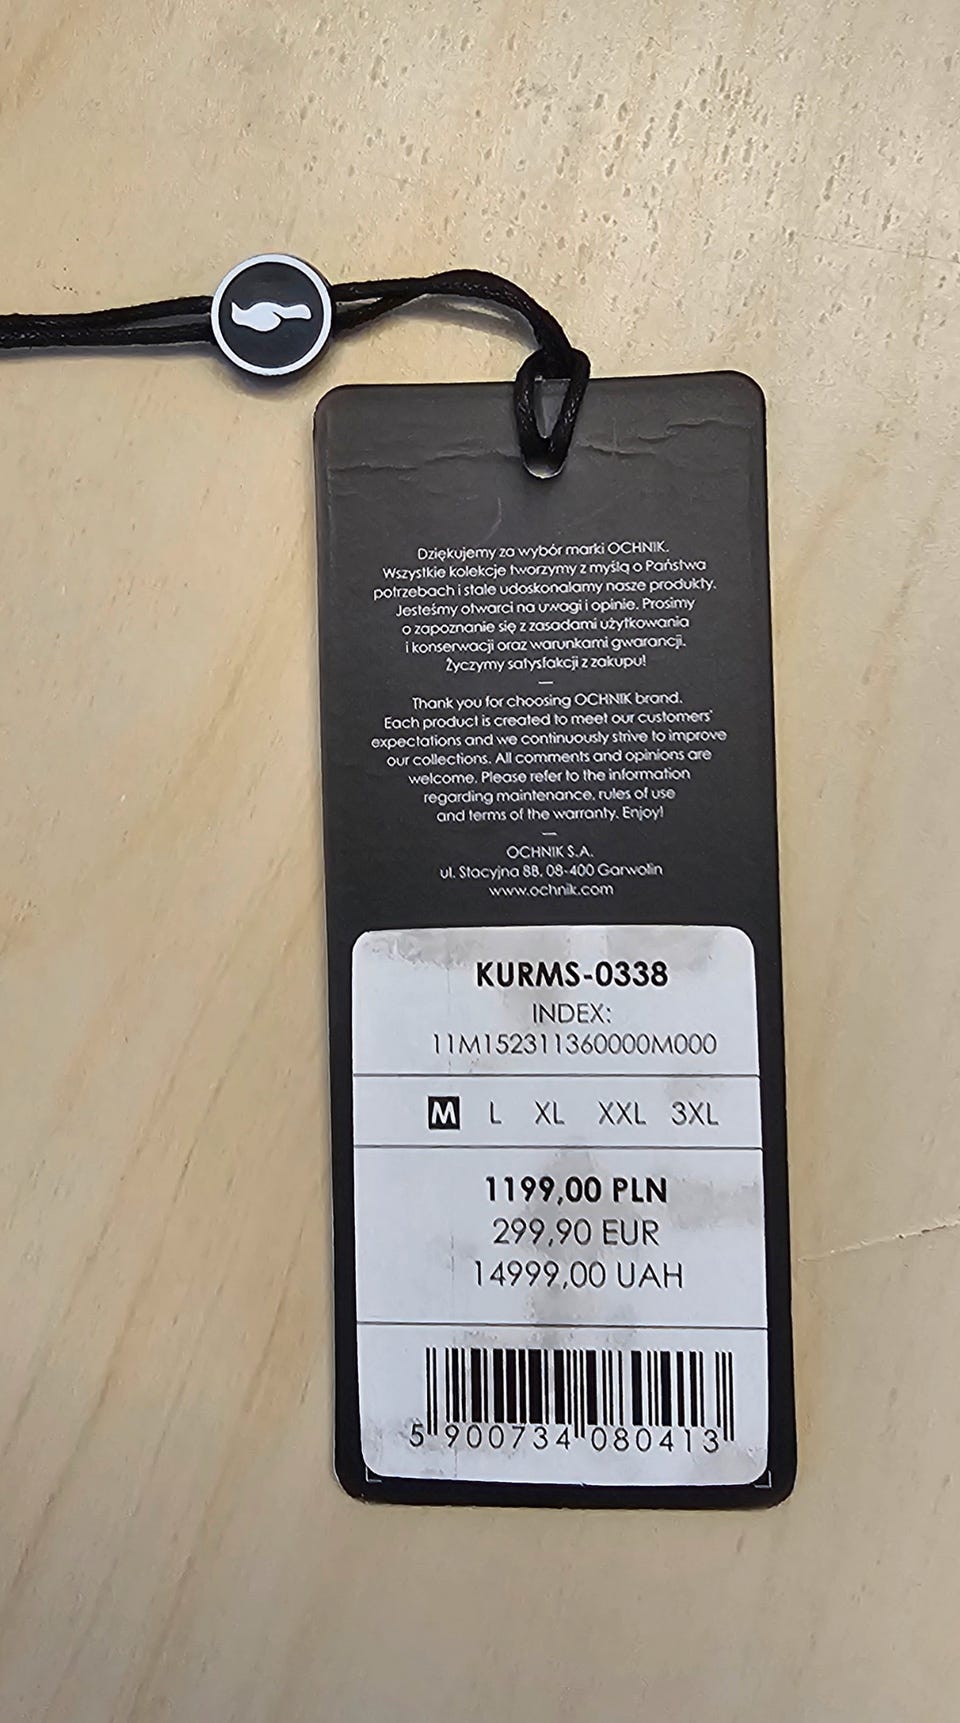 Dziękujemy za wybór marki OCHNIK.
Wszystkie kolekcje tworzymy z myślą o Państwa
potrzebach i stale udoskonalamy nasze produkty.
Jesteśmy otwarci na uwagi i opinie. Prosimy
o zapoznanie się z zasadami użytkowania
i konserwacji oraz warunkami gwarancji.
Życzymy satysfakcji z zakupu!
—
Thank you for choosing OCHNIK brand.
Each product is created to meet our customers'
expectations and we continuously strive to improve
our collections. All comments and opinions are
welcome. Please refer to the information
regarding maintenance, rules of use
and terms of the warranty. Enjoy!
—
OCHNIK S.A.
ul. Stacyjna 8B, 08-400 Garwolin
www.ochnik.com
KURMS-0338
INDEX:
11M152311360000M000
M L XL XXL 3XL
1199,00 PLN
299,90 EUR
14999,00 UAH
5 900734 080413